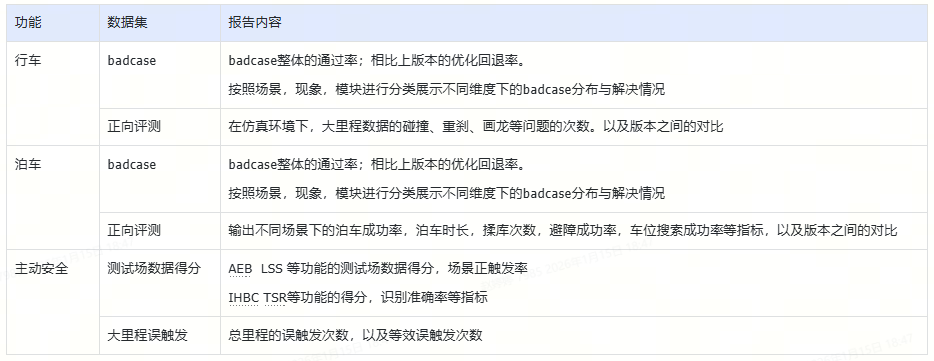 功能 数据集 报告内容
行车 badcase badcase整体的通过率；相比上版本的优化回退率。
按照场景，现象，模块进行分类展示不同维度下的badcase分布与解决情况
正向评测 在仿真环境下，大里程数据的碰撞、重刹、画龙等问题的次数。以及版本之间的对比
泊车 badcase badcase整体的通过率；相比上版本的优化回退率。
按照场景，现象，模块进行分类展示不同维度下的badcase分布与解决情况
正向评测 输出不同场景下的泊车成功率，泊车时长，揉库次数，避障成功率，车位搜索成功率等指标，以及版本之间的对比
主动安全 测试场数据得分 AEB LSS 等功能的测试场数据得分，场景正触发率
IHBC TSR等功能的得分，识别准确率等指标
大里程误触发 总里程的误触发次数，以及等效误触发次数